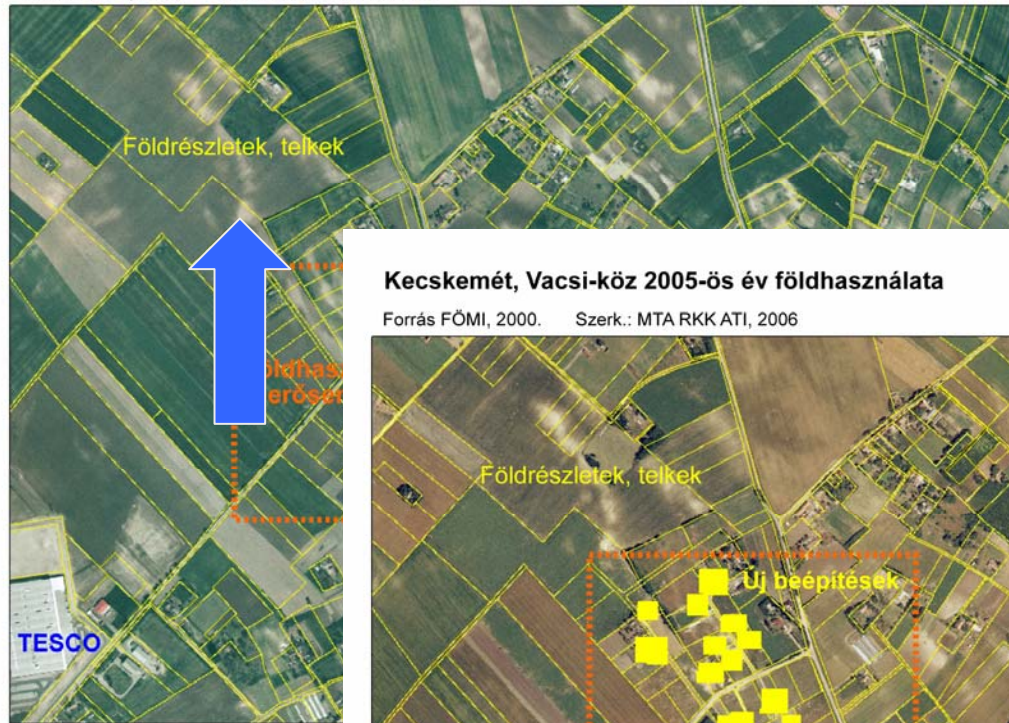 Földrészletek, telkek
Kecskemét, Vacsi-köz 2005-ös év földhasználata
Forrás FÖMI, 2000. Szerk.: MTA RKK ATI, 2006
Földrészletek, telkek
Új beépítések
TESCO